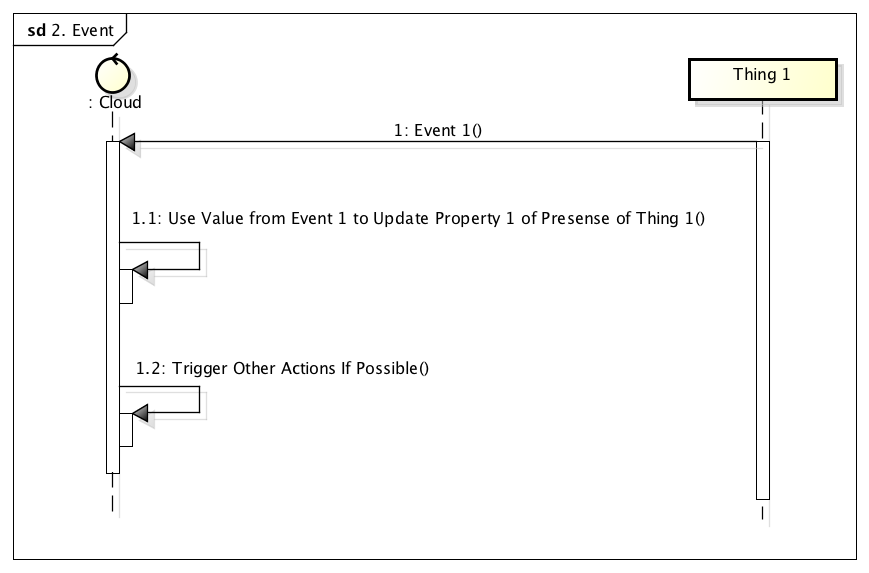 sd 2. Event
: Cloud
Thing 1
1: Event 1()
1.1: Use Value from Event 1 to Update Property 1 of Presense of Thing 1()
1.2: Trigger Other Actions If Possible()